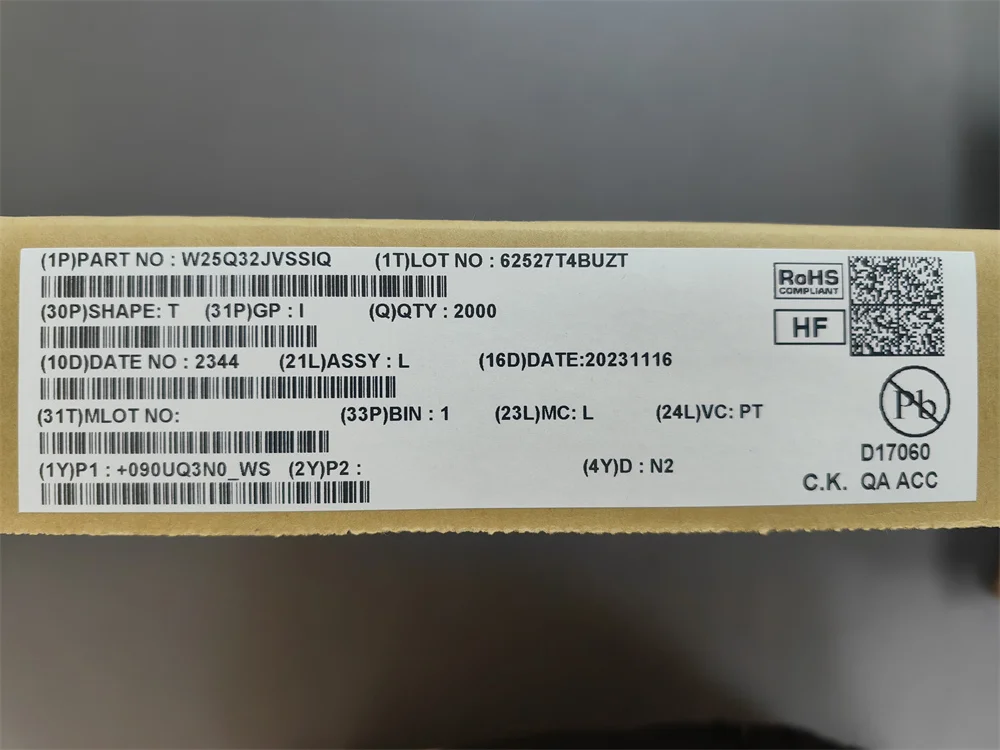 (1P)PART NO : W25Q32JVSSIQ (1T)LOT NO : 62527T4BUZT
RoHS
COMPLIANT
(30P)SHAPE: T (31P)GP : I (Q)QTY : 2000
HF
(10D)DATE NO : 2344 (21L)ASSY : L (16D)DATE:20231116
Pb
(31T)MLOT NO: (33P)BIN : 1 (23L)MC: L (24L)VC: PT
D17060
(1Y)P1 : +090UQ3N0_WS (2Y)P2 : (4Y)D : N2
C.K. QA ACC